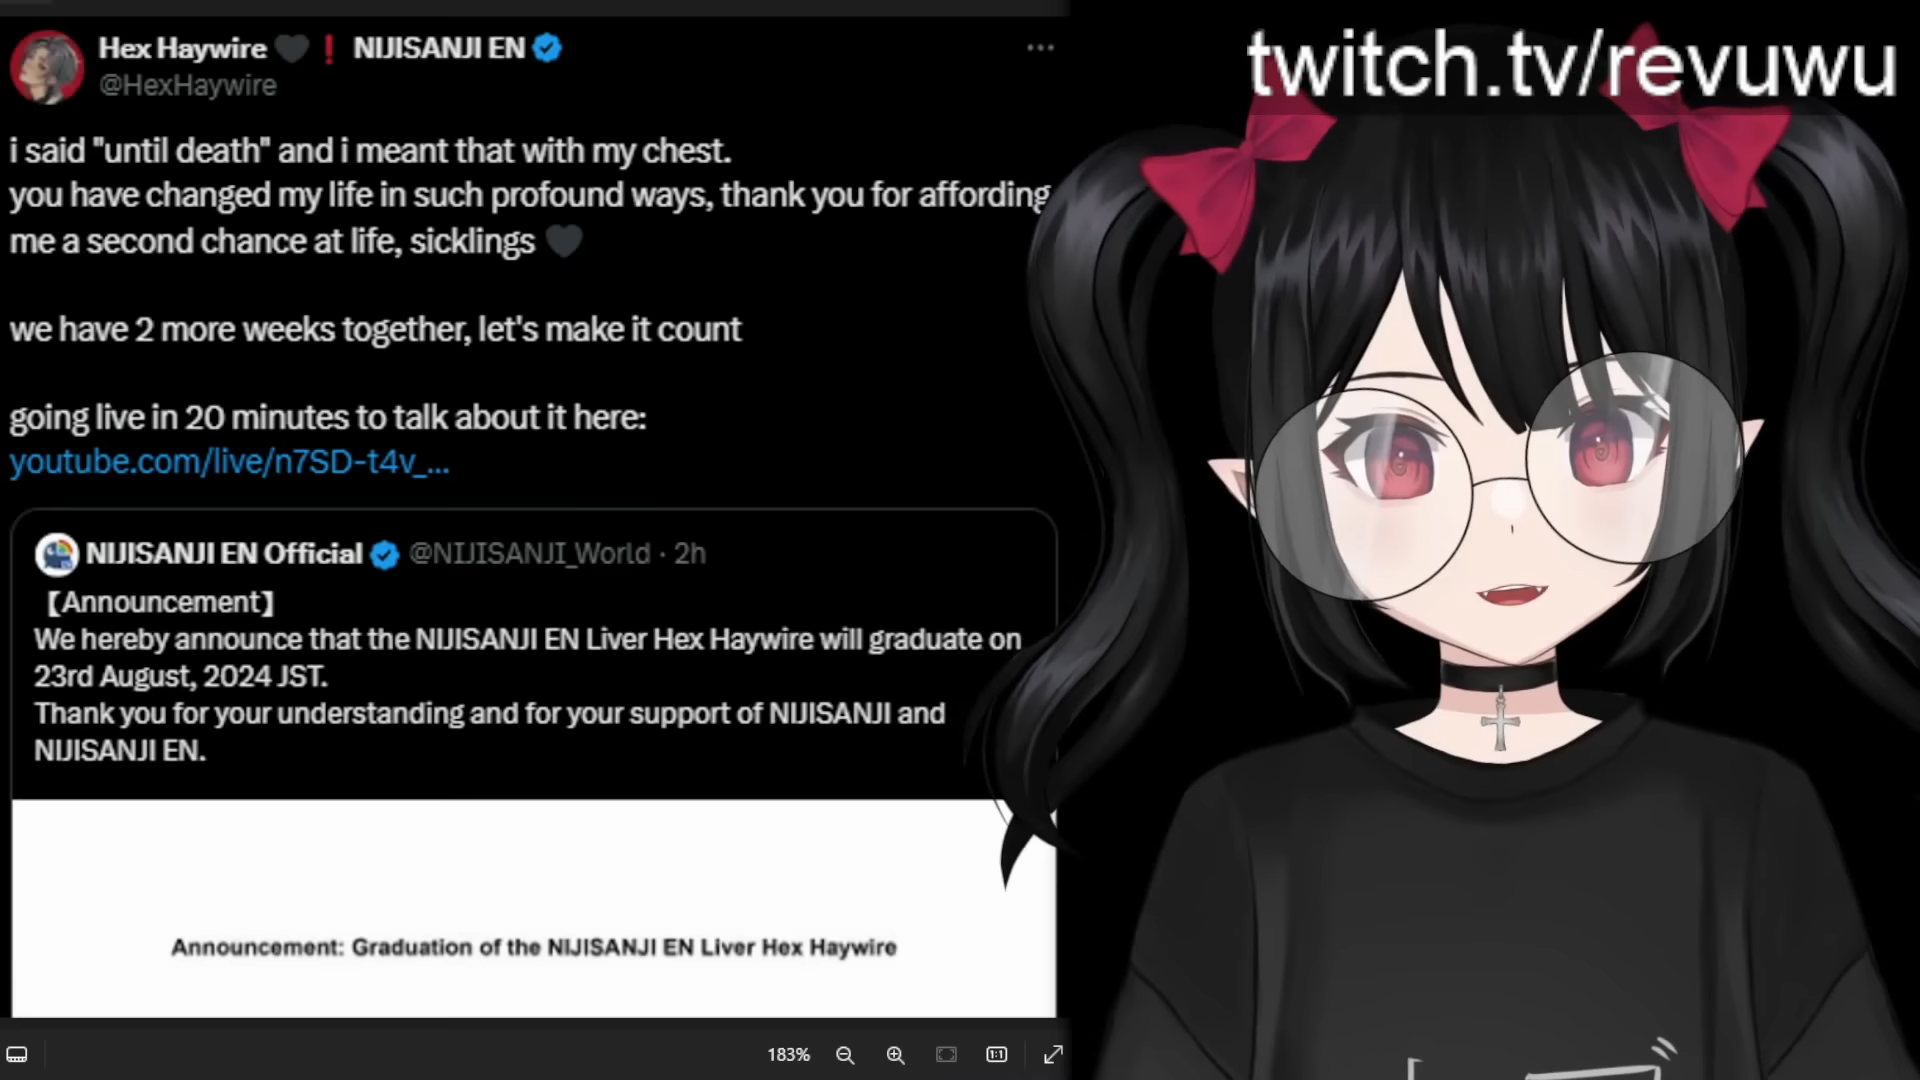 Hex Haywire 🖤❗ NIJISANJI EN
@HexHaywire
i said "until death" and i meant that with my chest.
you have changed my life in such profound ways, thank you for affording
me a second chance at life, sicklings 🖤
we have 2 more weeks together, let's make it count
going live in 20 minutes to talk about it here:
youtube.com/live/n7SD-t4v_...
NIJISANJI EN Official @NIJISANJI_World · 2h
【Announcement】
We hereby announce that the NIJISANJI EN Liver Hex Haywire will graduate on
23rd August, 2024 JST.
Thank you for your understanding and for your support of NIJISANJI and
NIJISANJI EN.
Announcement: Graduation of the NIJISANJI EN Liver Hex Haywire
183%
1:1
twitch.tv/revuwu